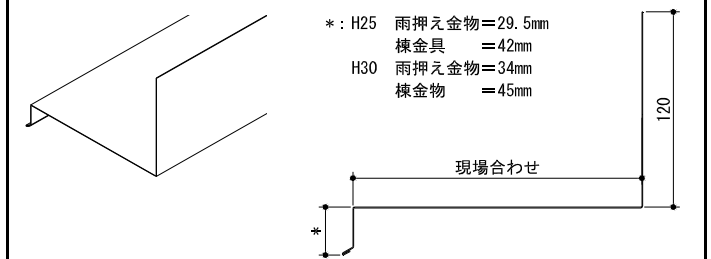 *：H25　雨押え金物＝29.5mm
棟金具　＝42mm
H30　雨押え金物＝34mm
棟金物　＝45mm
120
現場合わせ
*